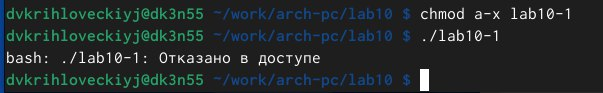 dvkrihloveckiyj@dk3n55 ~/work/arch-pc/lab10 $ chmod a-x lab10-1
dvkrihloveckiyj@dk3n55 ~/work/arch-pc/lab10 $ ./lab10-1
bash: ./lab10-1: Отказано в доступе
dvkrihloveckiyj@dk3n55 ~/work/arch-pc/lab10 $